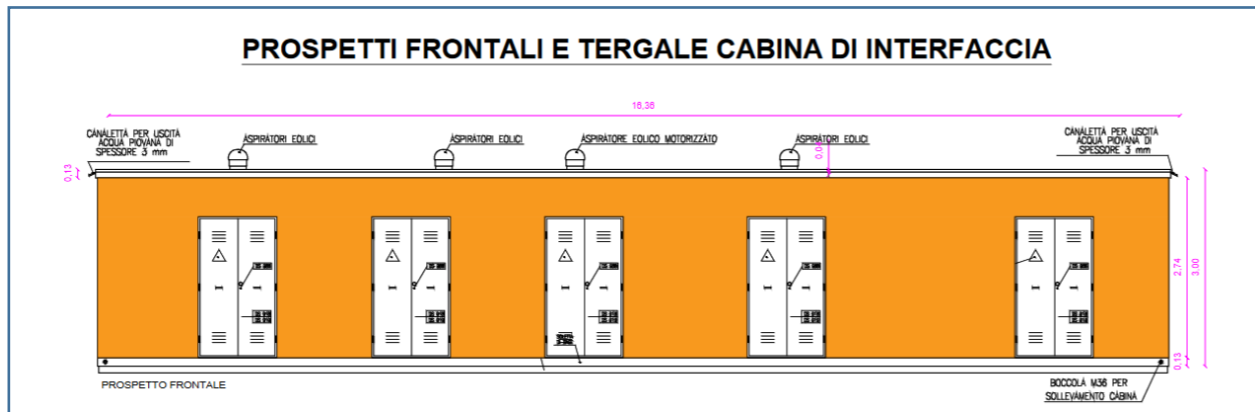 PROSPETTI FRONTALI E TERGALE CABINA DI INTERFACCIA
16,36
CANALETTA PER USCITA
ACQUA PIOVANA DI
SPESSORE 3 mm
ASPIRATORI EOLICI
ASPIRATORI EOLICI
ASPIRATORE EOLICO MOTORIZZATO
ASPIRATORI EOLICI
CANALETTA PER USCITA
ACQUA PIOVANA DI
SPESSORE 3 mm
0,13
2,74
3,00
0,13
PROSPETTO FRONTALE
BOCCOLA M36 PER
SOLLEVAMENTO CABINA